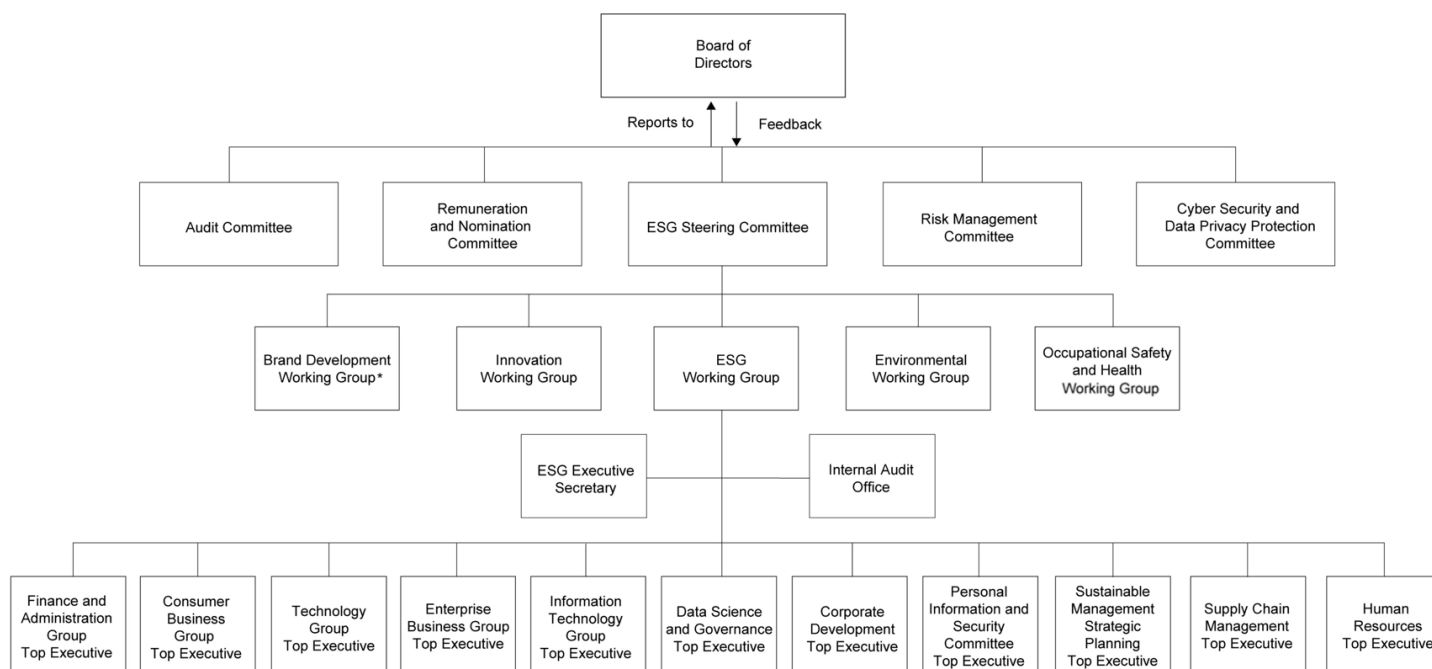 Board of
Directors
Reports to
Feedback
Audit Committee
Remuneration
and Nomination
Committee
ESG Steering Committee
Risk Management
Committee
Cyber Security and
Data Privacy Protection
Committee
Brand Development
Working Group*
Innovation
Working Group
ESG
Working Group
Environmental
Working Group
Occupational Safety
and Health
Working Group
ESG Executive
Secretary
Internal Audit
Office
Finance and
Administration
Group
Top Executive
Consumer
Business
Group
Top Executive
Technology
Group
Top Executive
Enterprise
Business Group
Top Executive
Information
Technology
Group
Top Executive
Data Science
and Governance
Top Executive
Corporate
Development
Top Executive
Personal
Information and
Security
Committee
Top Executive
Sustainable
Management
Strategic
Planning
Top Executive
Supply Chain
Management
Top Executive
Human
Resources
Top Executive